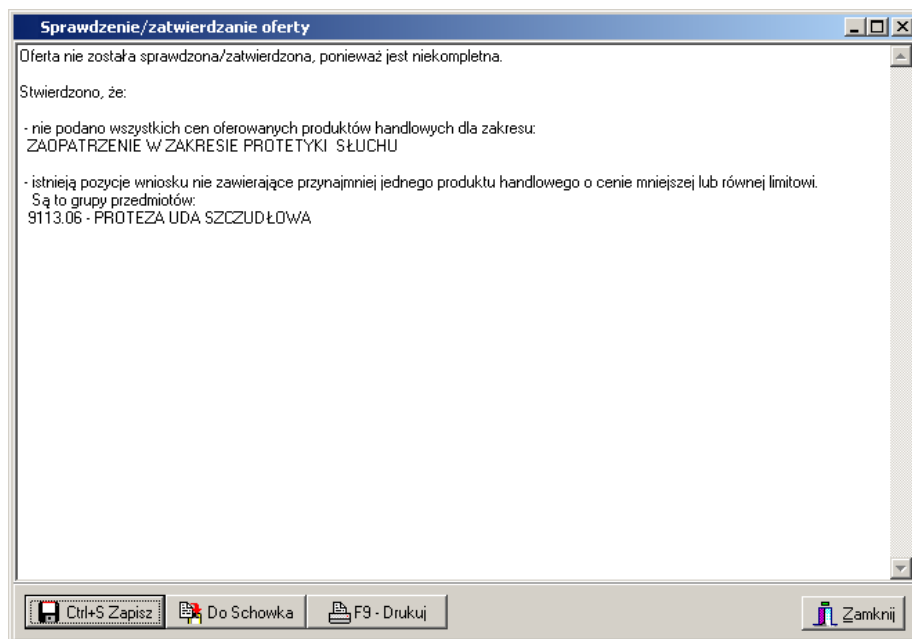 Sprawdzenie/zatwierdzanie oferty
Oferta nie została sprawdzona/zatwierdzona, ponieważ jest niekompletna.
Stwierdzono, że:
- nie podano wszystkich cen oferowanych produktów handlowych dla zakresu:
ZAOPATRZENIE W ZAKRESIE PROTETYKI SŁUCHU
- istnieją pozycje wniosku nie zawierające przynajmniej jednego produktu handlowego o cenie mniejszej lub równej limitowi.
Są to grupy przedmiotów:
9113.06 - PROTEZA UDA SZCZUDŁOWA
Ctrl+S Zapisz Do Schowka F9 - Drukuj Zamknij